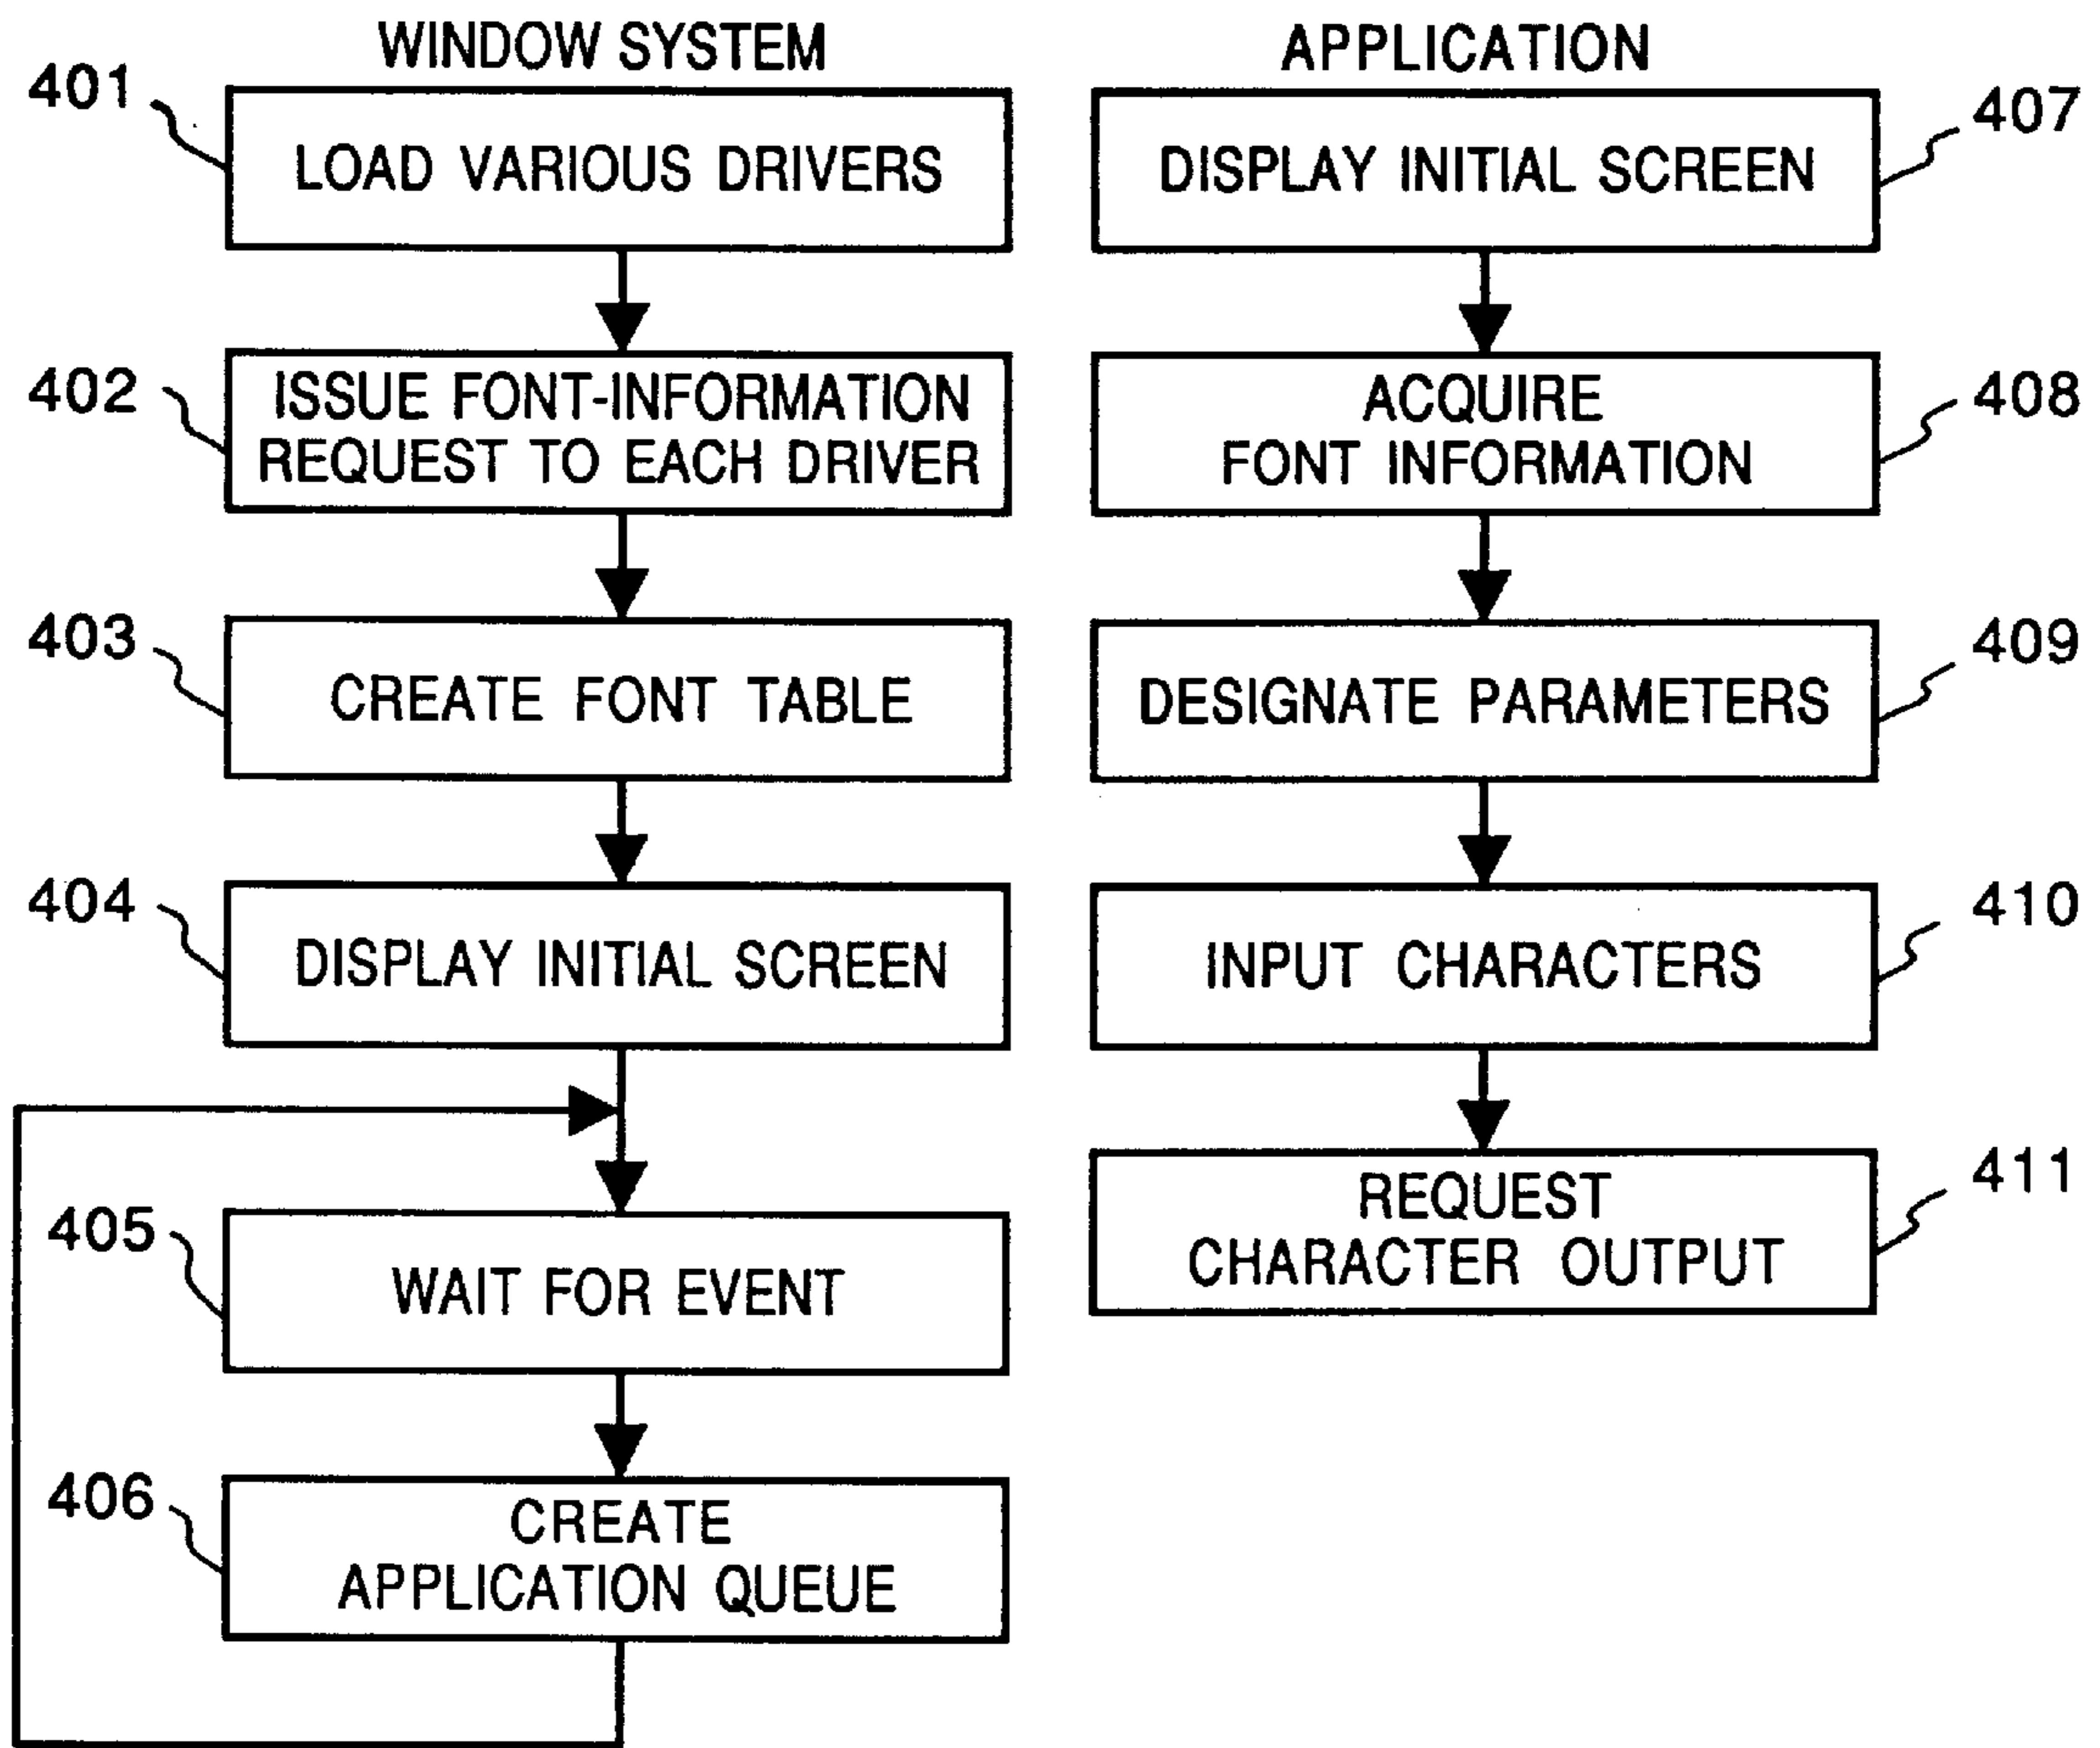 WINDOW SYSTEM
401
LOAD VARIOUS DRIVERS
402
ISSUE FONT-INFORMATION
REQUEST TO EACH DRIVER
403
CREATE FONT TABLE
404
DISPLAY INITIAL SCREEN
405
WAIT FOR EVENT
406
CREATE
APPLICATION QUEUE
APPLICATION
407
DISPLAY INITIAL SCREEN
408
ACQUIRE
FONT INFORMATION
409
DESIGNATE PARAMETERS
410
INPUT CHARACTERS
411
REQUEST
CHARACTER OUTPUT